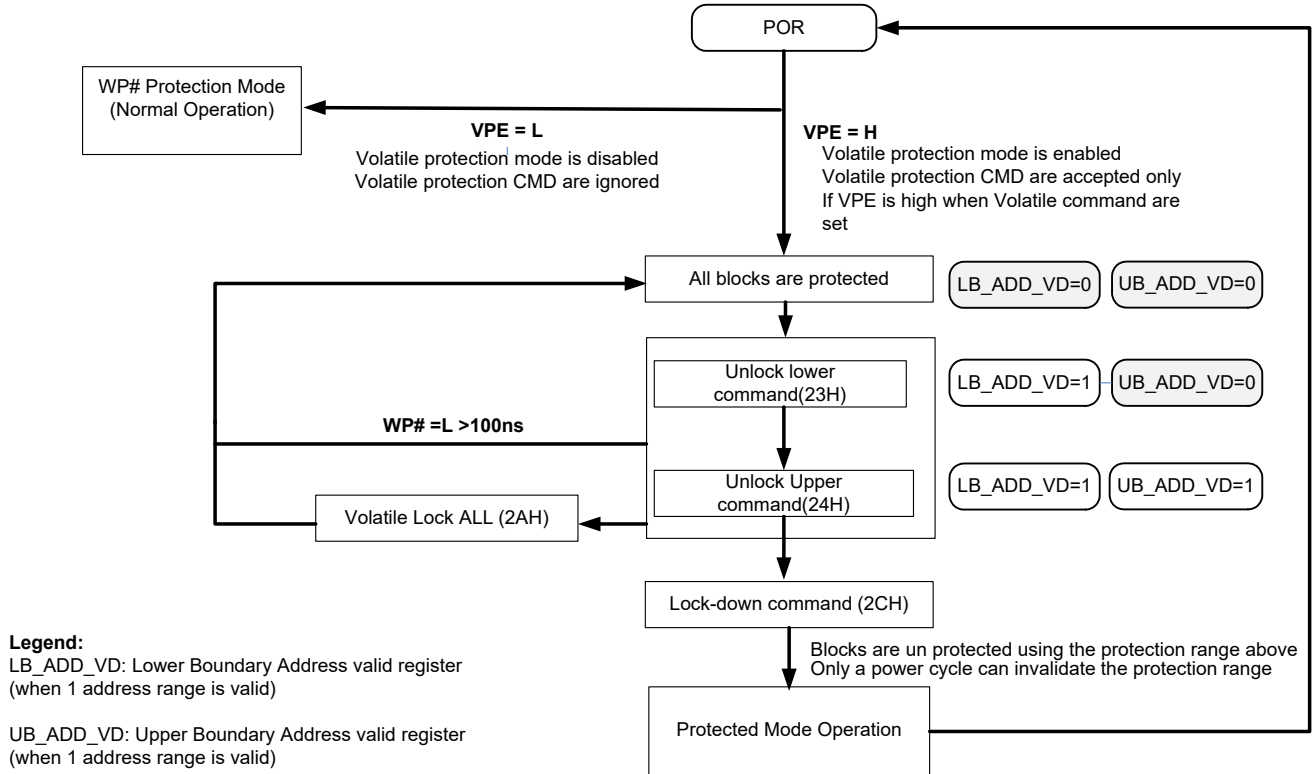 POR
WP# Protection Mode
(Normal Operation)
VPE = L
Volatile protection mode is disabled
Volatile protection CMD are ignored
VPE = H
Volatile protection mode is enabled
Volatile protection CMD are accepted only
If VPE is high when Volatile command are
set
All blocks are protected
LB_ADD_VD=0
UB_ADD_VD=0
Unlock lower
command(23H)
LB_ADD_VD=1
UB_ADD_VD=0
WP# =L >100ns
Unlock Upper
command(24H)
LB_ADD_VD=1
UB_ADD_VD=1
Volatile Lock ALL (2AH)
Lock-down command (2CH)
Blocks are un protected using the protection range above
Only a power cycle can invalidate the protection range
Protected Mode Operation
Legend:
LB_ADD_VD: Lower Boundary Address valid register
(when 1 address range is valid)
UB_ADD_VD: Upper Boundary Address valid register
(when 1 address range is valid)